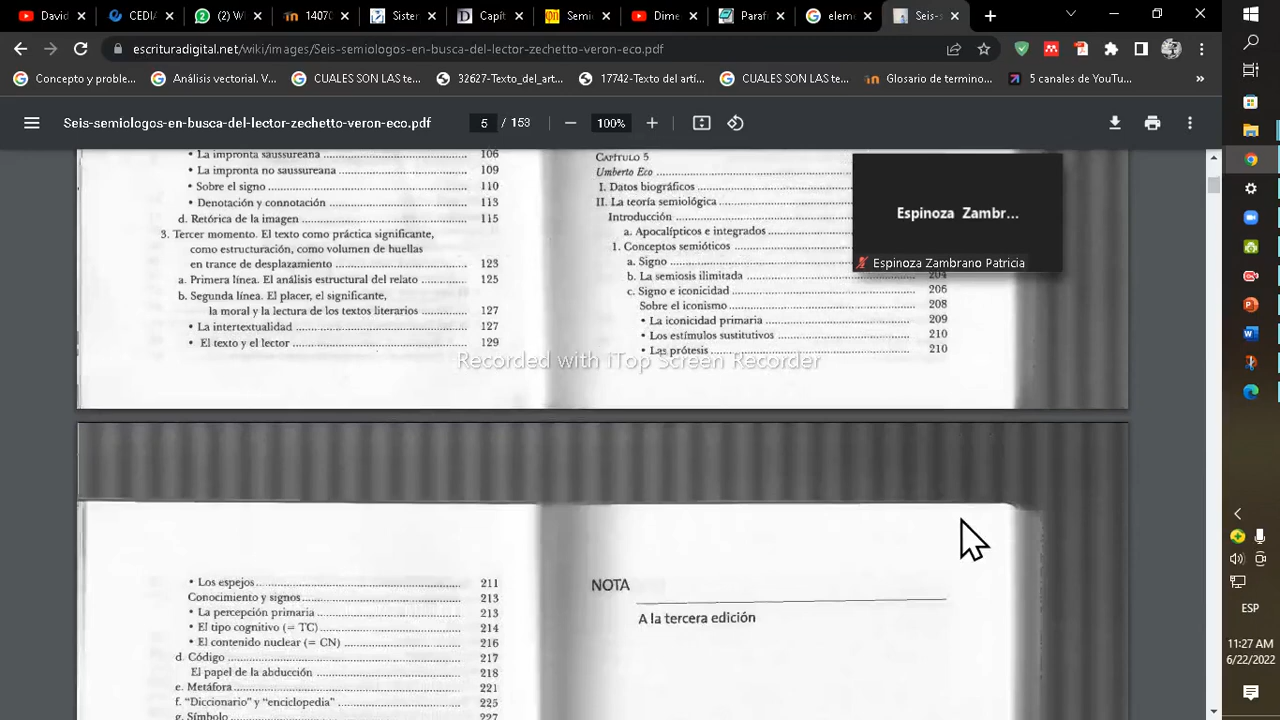 David
CEDIA
(2) W
14070
Sister
Capít
Semi
Dime
Parafr
eleme
Seis-s
escrituradigital.net/wiki/images/Seis-semiologos-en-busca-del-lector-zechetto-veron-eco.pdf
Concepto y proble...
Análisis vectorial. V...
CUALES SON LAS te...
32627-Texto_del_art...
17742-Texto del artí...
CUALES SON LAS te...
Glosario de termino...
5 canales de YouTu...
»
Seis-semiologos-en-busca-del-lector-zechetto-veron-eco.pdf
5 / 153
100%
• La impronta saussureana 106
• La impronta no saussureana 109
• Sobre el signo 110
• Denotación y connotación 113
d. Retórica de la imagen 115
3. Tercer momento. El texto como práctica significante,
como estructuración, como volumen de huellas
en trance de desplazamiento 123
a. Primera línea. El análisis estructural del relato 125
b. Segunda línea. El placer, el significante,
la moral y la lectura de los textos literarios 127
• La intertextualidad 127
• El texto y el lector 129
CAPÍTULO 5
Umberto Eco
I. Datos biográficos
II. La teoría semiológica
Introducción
a. Apocalípticos e integrados
1. Conceptos semióticos
a. Signo
b. La semiosis ilimitada 204
c. Signo e iconicidad 206
Sobre el iconismo 208
• La iconicidad primaria 209
• Los estímulos sustitutivos 210
• Las prótesis 210
Espinoza Zambr...
Espinoza Zambrano Patricia
Recorded with iTop Screen Recorder
• Los espejos 211
Conocimiento y signos 213
• La percepción primaria 213
• El tipo cognitivo (= TC) 214
• El contenido nuclear (= CN) 216
d. Código 217
El papel de la abducción 218
e. Metáfora 221
f. “Diccionario” y “enciclopedia” 225
g. Símbolo 227
NOTA
A la tercera edición
ESP
11:27 AM
6/22/2022